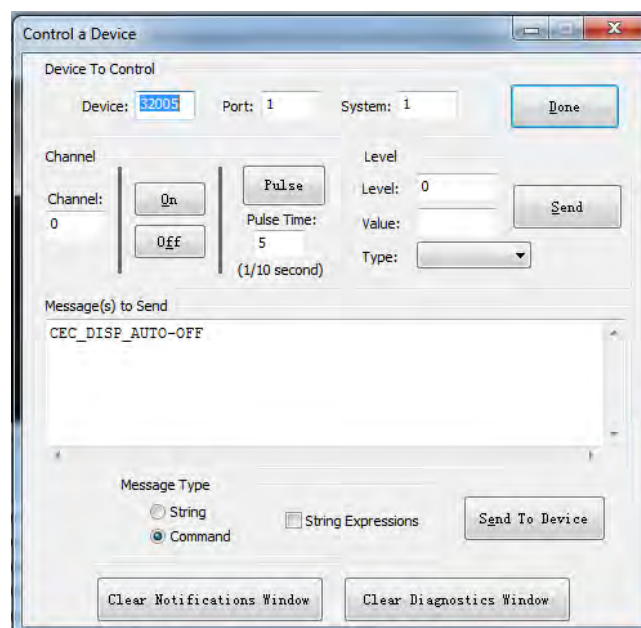 Control a Device
Device To Control
Device: 32005 Port: 1 System: 1 Done
Channel Level
Channel: On Pulse Level: 0 Send
0 Off Pulse Time: Value:
5 Type:
(1/10 second)
Message(s) to Send
CEC_DISP_AUTO-OFF
Message Type
String
Command
String Expressions
Send To Device
Clear Notifications Window Clear Diagnostics Window